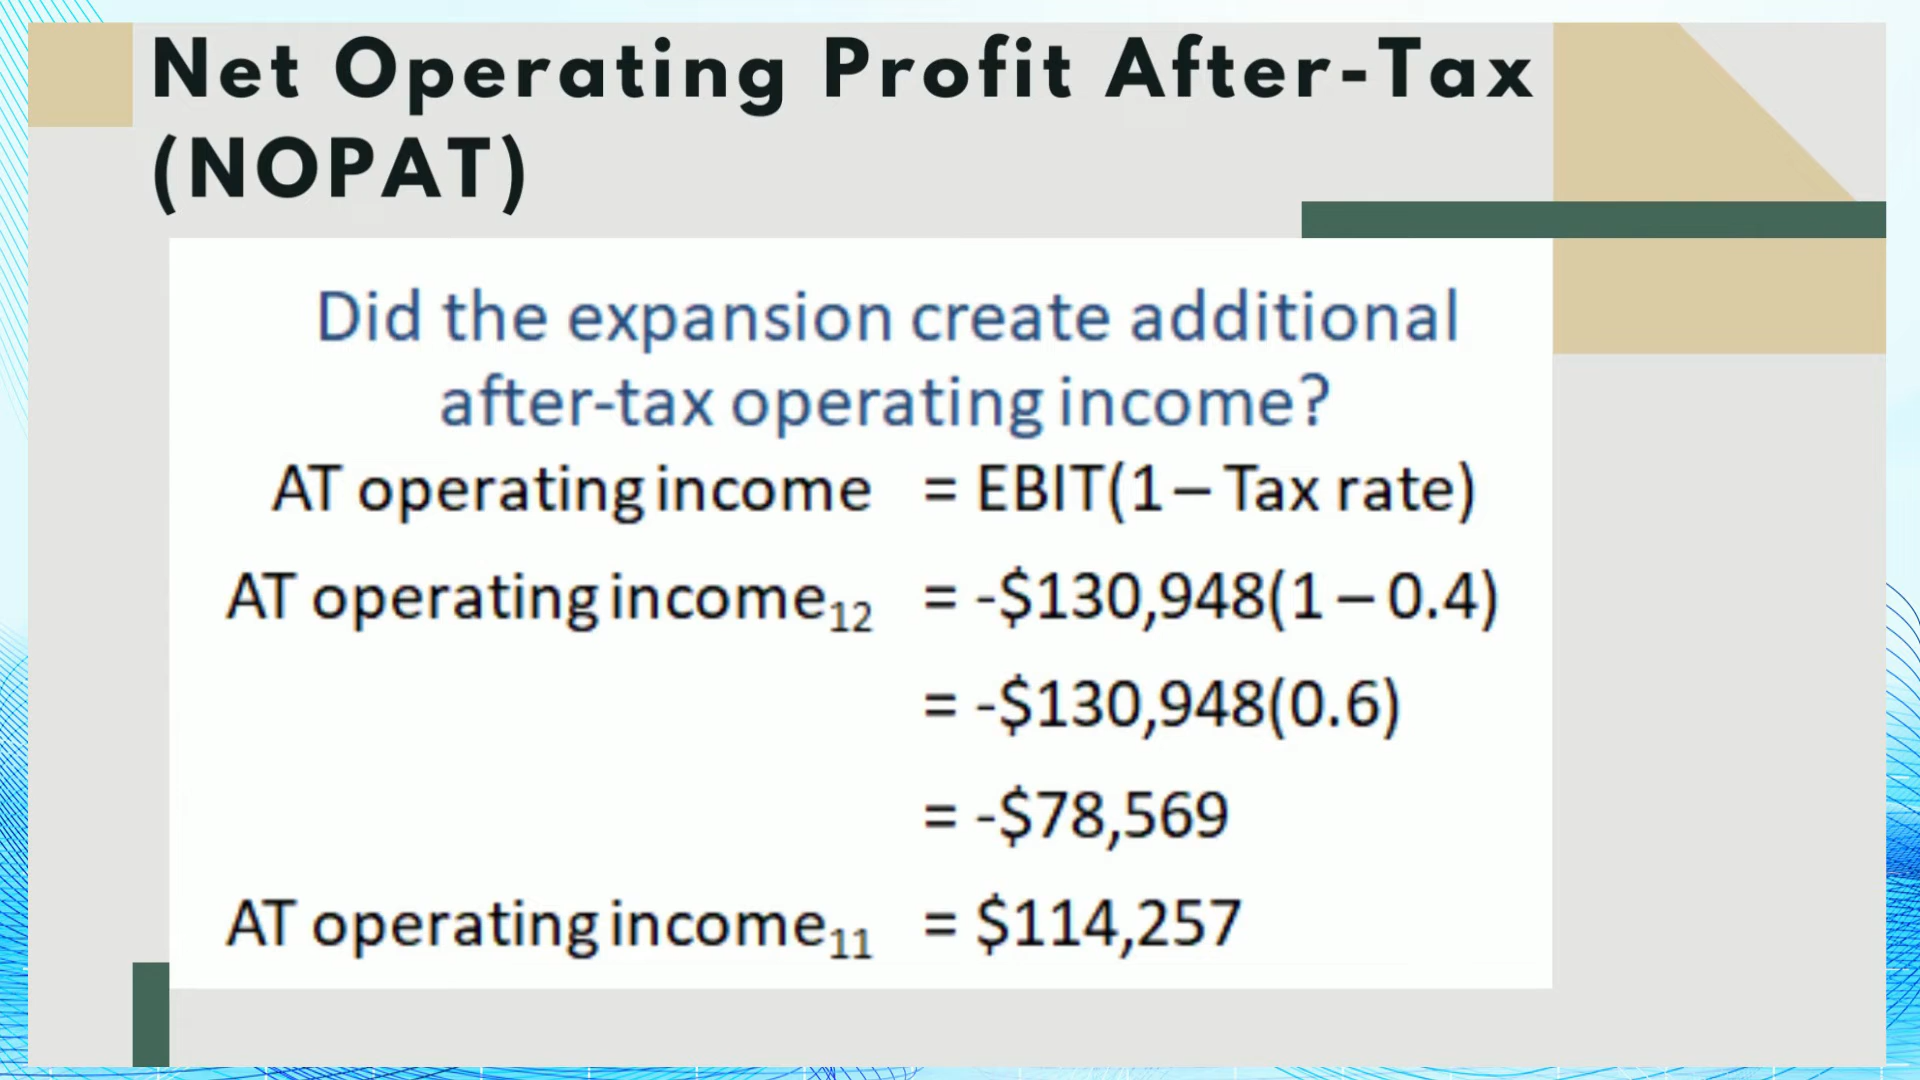 Net Operating Profit After-Tax
(NOPAT)
Did the expansion create additional
after-tax operating income?
AT operating income = EBIT(1 – Tax rate)
AT operating income₁₂ = -$130,948(1 – 0.4)
= -$130,948(0.6)
= -$78,569
AT operating income₁₁ = $114,257